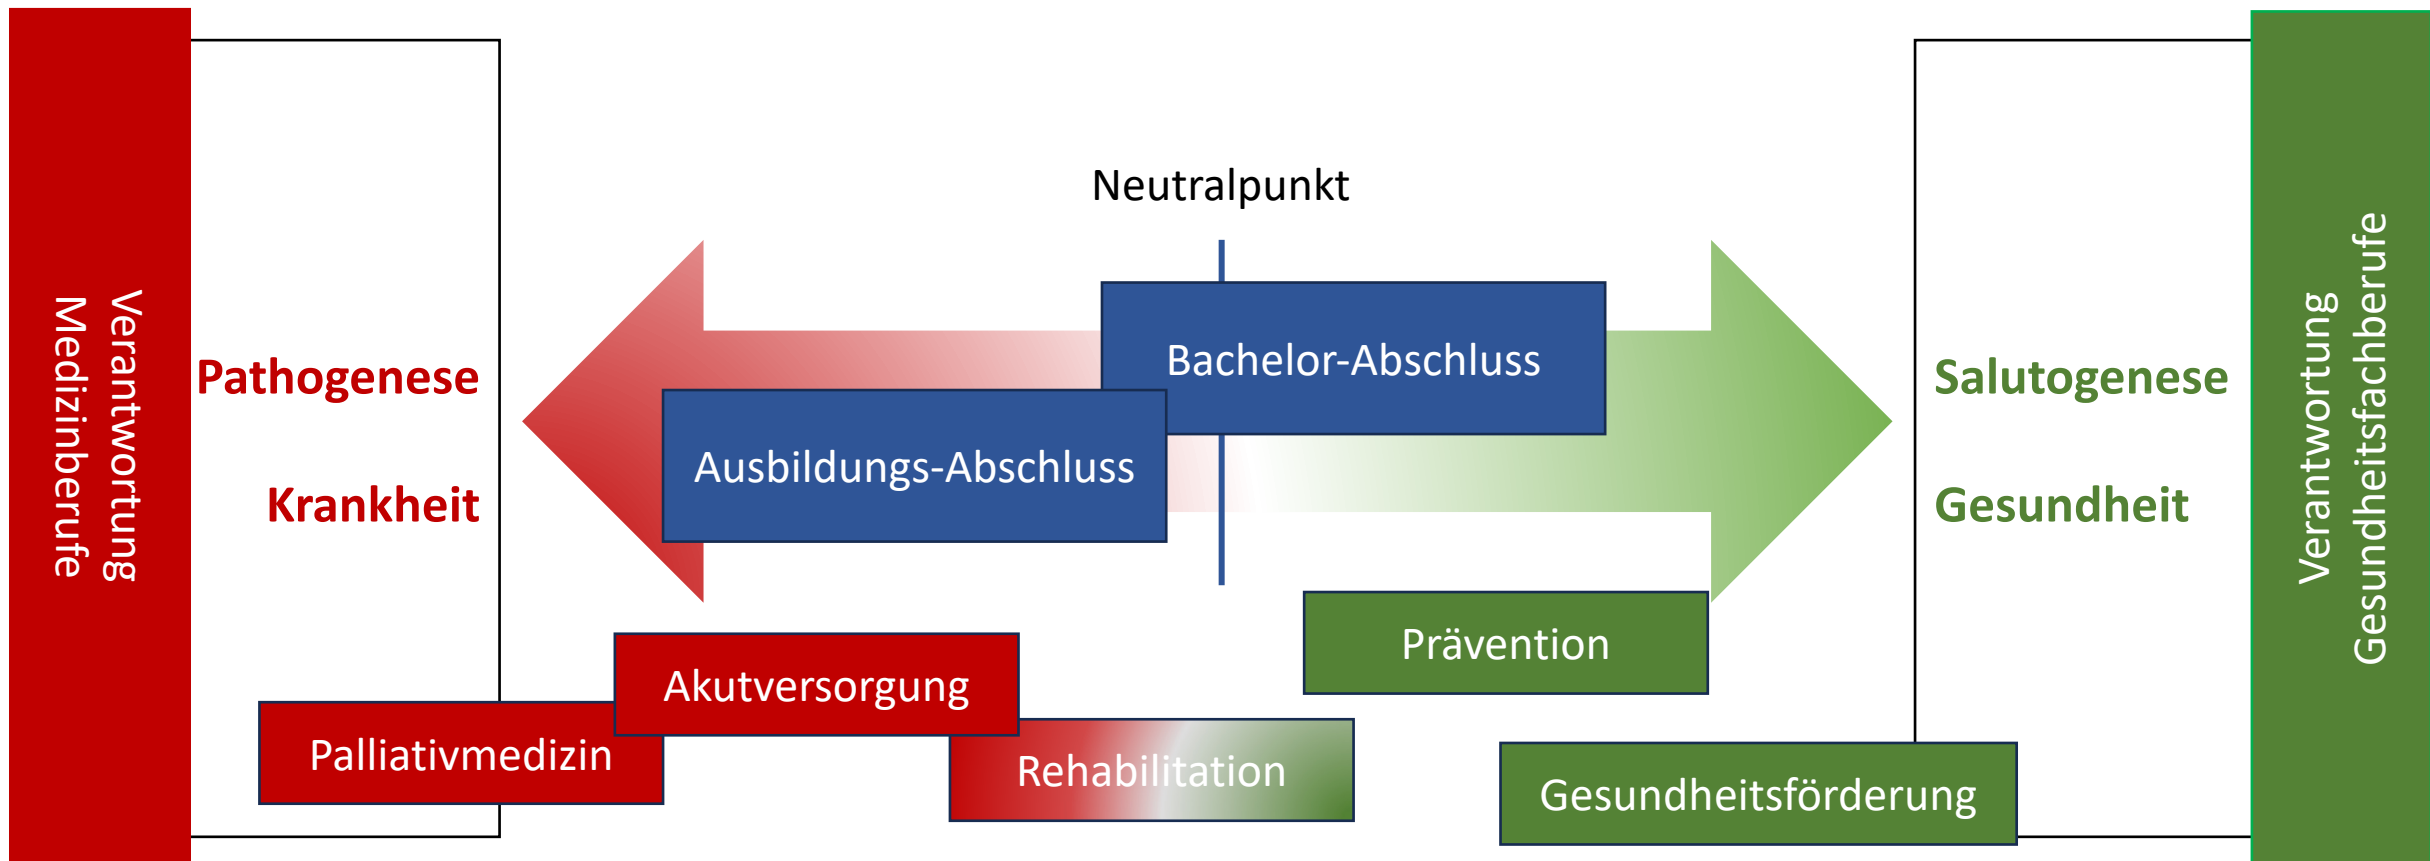 Verantwortung
Medizinberufe
Pathogenese
Krankheit
Neutralpunkt
Bachelor-Abschluss
Ausbildungs-Abschluss
Salutogenese
Gesundheit
Verantwortung
Gesundheitsfachberufe
Prävention
Akutversorgung
Palliativmedizin
Rehabilitation
Gesundheitsförderung